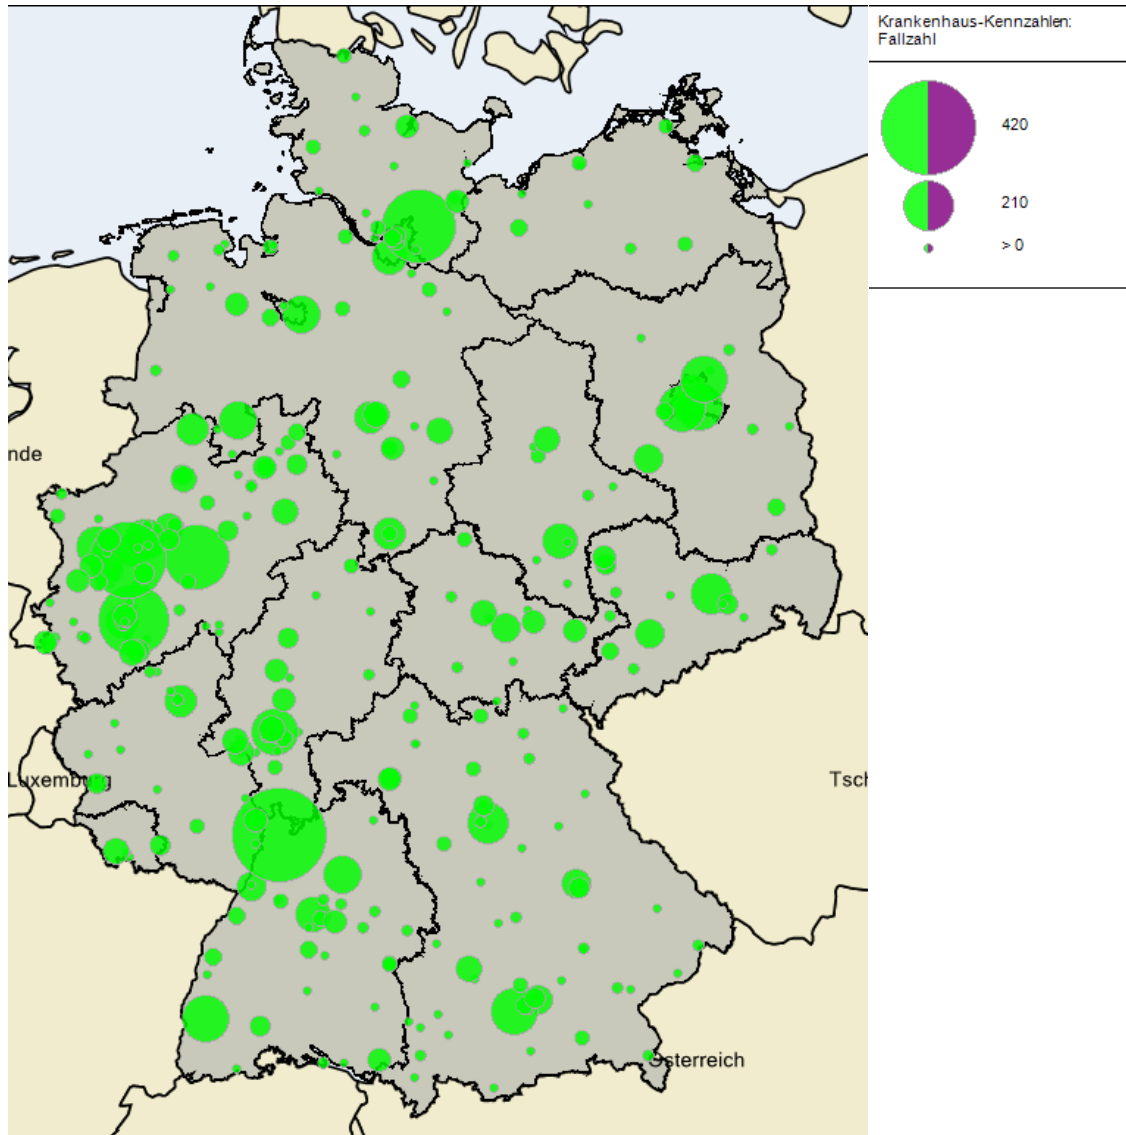 Krankenhaus-Kennzahlen:
Fallzahl
420
210
> 0
nde
Luxemburg
Tsch
Österreich